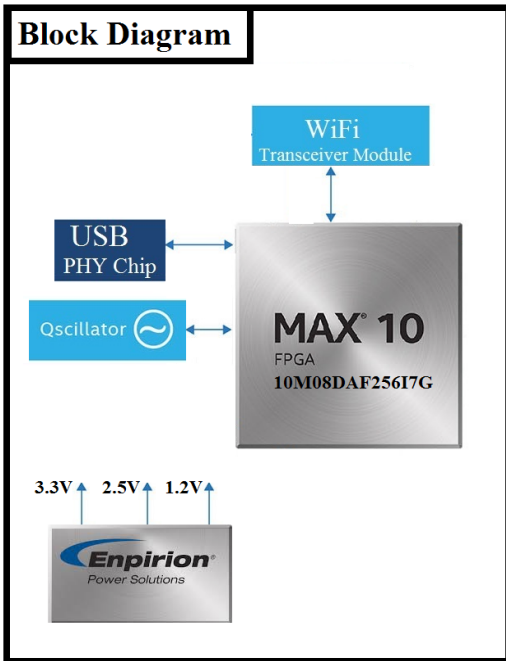 Block Diagram
WiFi
Transceiver Module
USB
PHY Chip
Qscillator
MAX® 10
FPGA
10M08DAF256I7G
3.3V 2.5V 1.2V
Enpirion®
Power Solutions